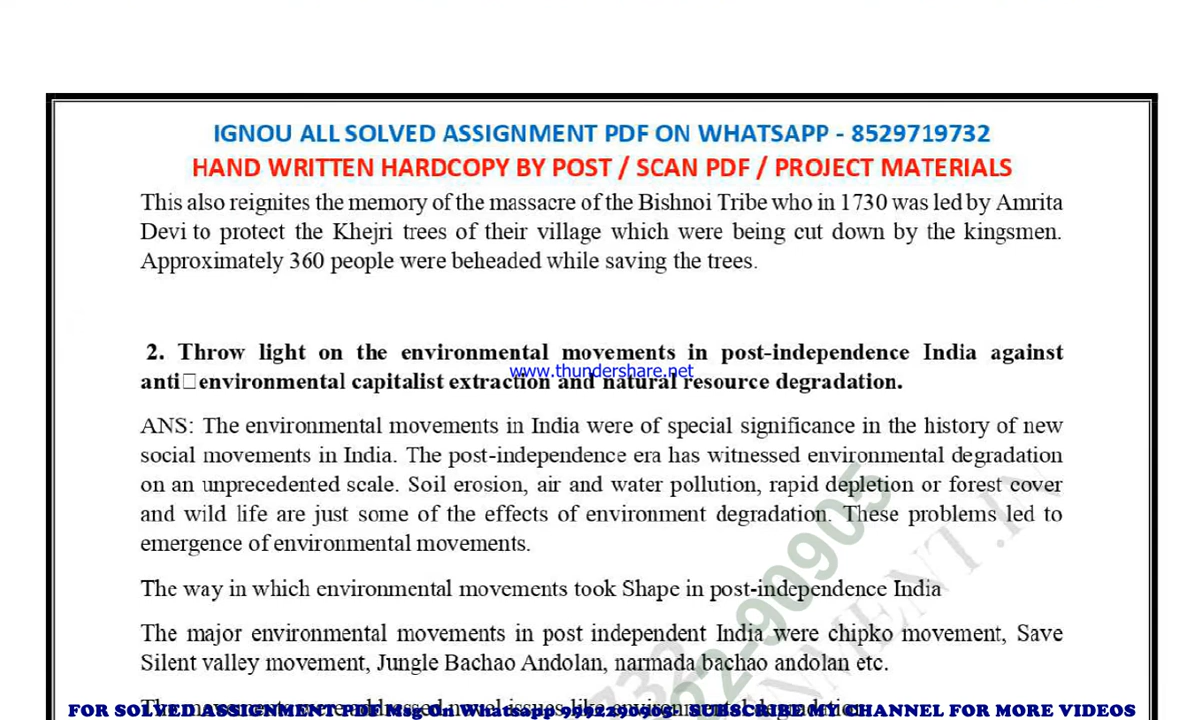 IGNOU ALL SOLVED ASSIGNMENT PDF ON WHATSAPP - 8529719732
HAND WRITTEN HARDCOPY BY POST / SCAN PDF / PROJECT MATERIALS
This also reignites the memory of the massacre of the Bishnoi Tribe who in 1730 was led by Amrita
Devi to protect the Khejri trees of their village which were being cut down by the kingsmen.
Approximately 360 people were beheaded while saving the trees.
2. Throw light on the environmental movements in post-independence India against
www.thundershare.net
anti□environmental capitalist extraction and natural resource degradation.
ANS: The environmental movements in India were of special significance in the history of new
social movements in India. The post-independence era has witnessed environmental degradation
on an unprecedented scale. Soil erosion, air and water pollution, rapid depletion or forest cover
and wild life are just some of the effects of environment degradation. These problems led to
emergence of environmental movements.
The way in which environmental movements took Shape in post-independence India
The major environmental movements in post independent India were chipko movement, Save
Silent valley movement, Jungle Bachao Andolan, narmada bachao andolan etc.
FOR SOLVED ASSIGNMENT PDF Msg On Whatsapp 9992290905- SUBSCRIBE MY CHANNEL FOR MORE VIDEOS